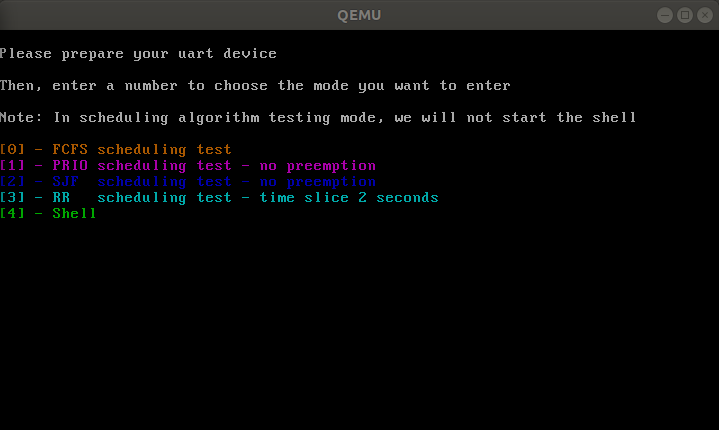 QEMU
Please prepare your uart device
Then, enter a number to choose the mode you want to enter
Note: In scheduling algorithm testing mode, we will not start the shell
[0] - FCFS scheduling test
[1] - PRIO scheduling test - no preemption
[2] - SJF  scheduling test - no preemption
[3] - RR   scheduling test - time slice 2 seconds
[4] - Shell